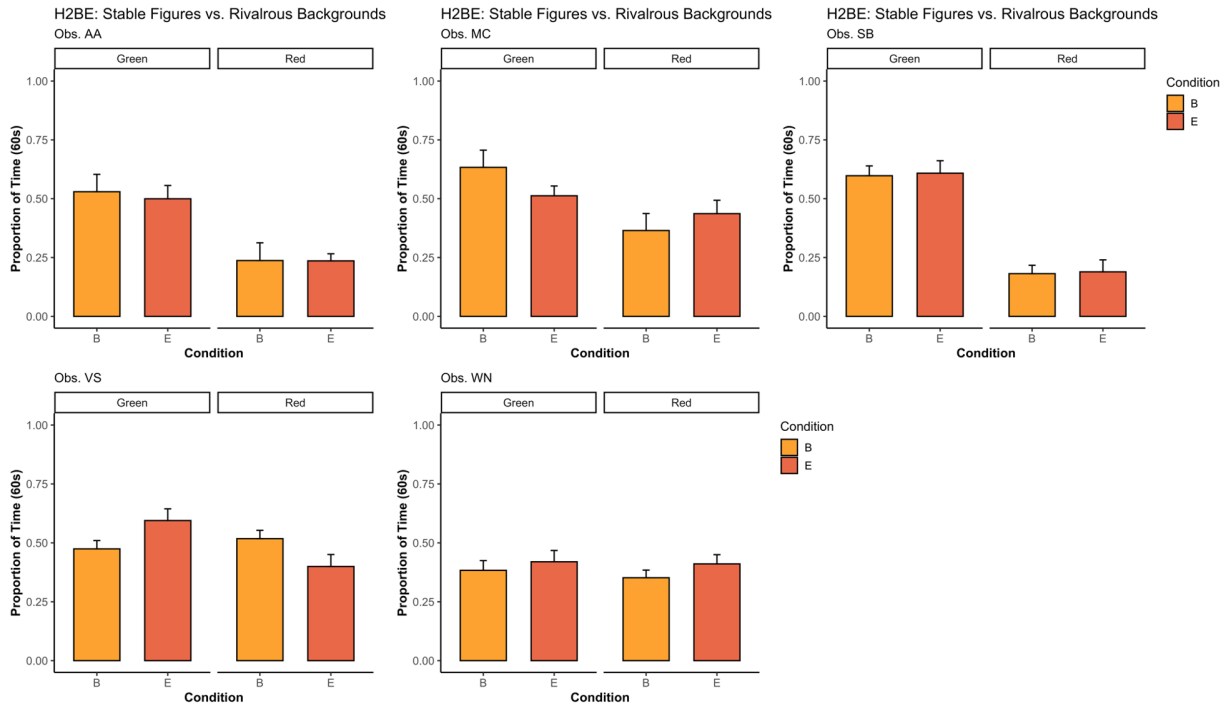 H2BE: Stable Figures vs. Rivalrous Backgrounds
Obs. AA
Green
Red
1.00
0.75
0.50
0.25
0.00
Proportion of Time (60s)
B
E
B
E
Condition
H2BE: Stable Figures vs. Rivalrous Backgrounds
Obs. MC
Green
Red
1.00
0.75
0.50
0.25
0.00
Proportion of Time (60s)
B
E
B
E
Condition
H2BE: Stable Figures vs. Rivalrous Backgrounds
Obs. SB
Green
Red
1.00
0.75
0.50
0.25
0.00
Proportion of Time (60s)
B
E
B
E
Condition
Condition
B
E
Obs. VS
Green
Red
1.00
0.75
0.50
0.25
0.00
Proportion of Time (60s)
B
E
B
E
Condition
Obs. WN
Green
Red
1.00
0.75
0.50
0.25
0.00
Proportion of Time (60s)
B
E
B
E
Condition
Condition
B
E